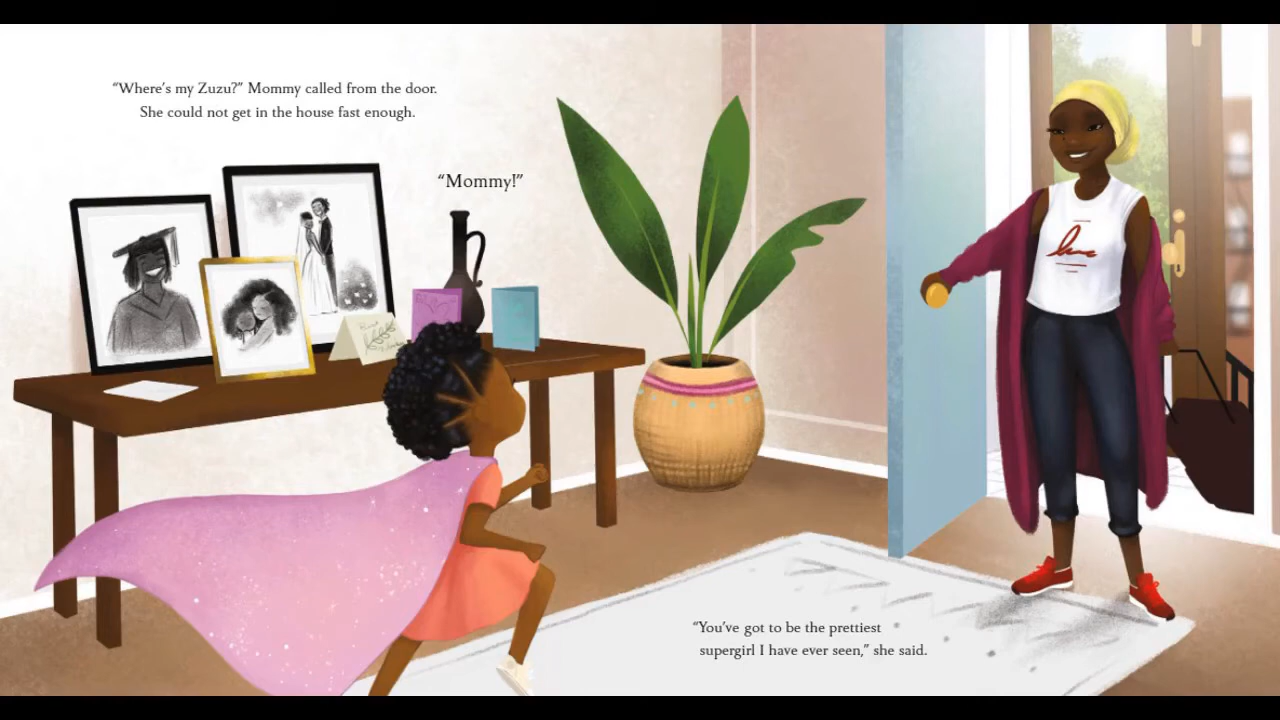 “Where’s my Zuzu?” Mommy called from the door.
She could not get in the house fast enough.
“Mommy!”
“You’ve got to be the prettiest
supergirl I have ever seen,” she said.